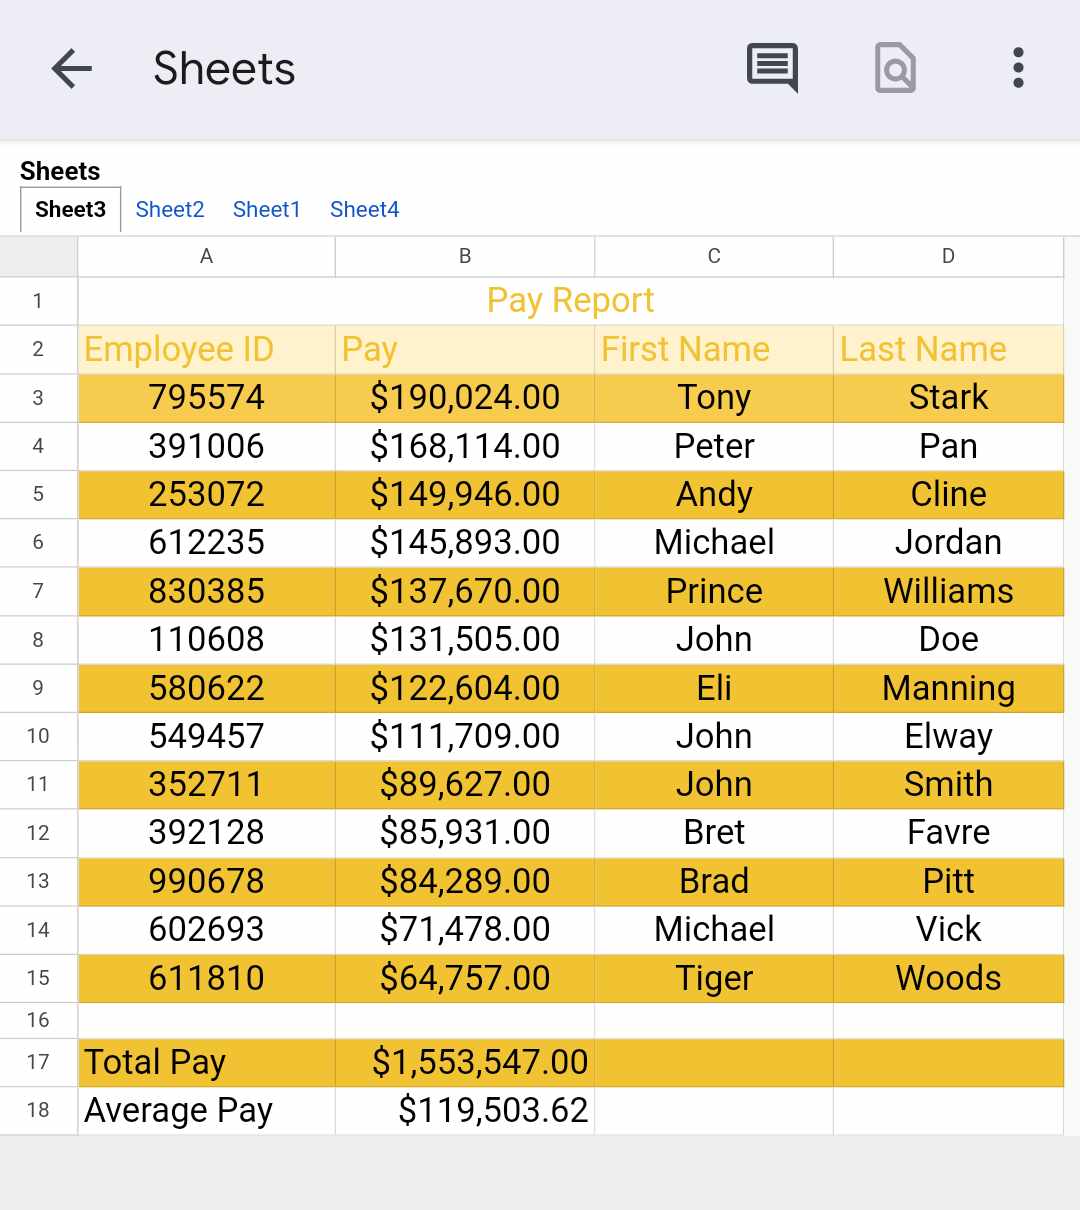 Sheets
Sheets
Sheet3 Sheet2 Sheet1 Sheet4
A B C D
1 Pay Report
2 Employee ID Pay First Name Last Name
3 795574 $190,024.00 Tony Stark
4 391006 $168,114.00 Peter Pan
5 253072 $149,946.00 Andy Cline
6 612235 $145,893.00 Michael Jordan
7 830385 $137,670.00 Prince Williams
8 110608 $131,505.00 John Doe
9 580622 $122,604.00 Eli Manning
10 549457 $111,709.00 John Elway
11 352711 $89,627.00 John Smith
12 392128 $85,931.00 Bret Favre
13 990678 $84,289.00 Brad Pitt
14 602693 $71,478.00 Michael Vick
15 611810 $64,757.00 Tiger Woods
16
17 Total Pay $1,553,547.00
18 Average Pay $119,503.62